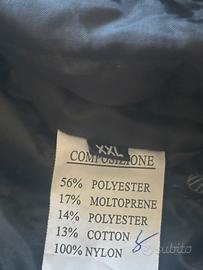 XXL
COMPOSIZIONE
56% POLYESTER
17% MOLTOPRENE
14% POLYESTER
13% COTTON
100% NYLON
subito